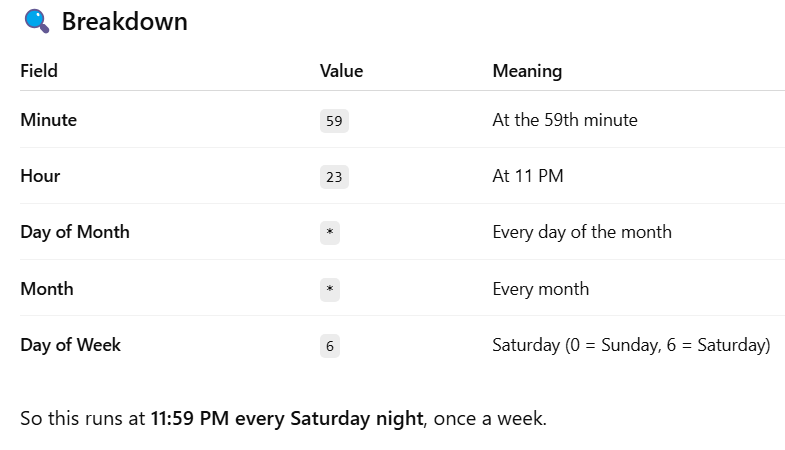 🔍 Breakdown
Field Value Meaning
Minute 59 At the 59th minute
Hour 23 At 11 PM
Day of Month * Every day of the month
Month * Every month
Day of Week 6 Saturday (0 = Sunday, 6 = Saturday)
So this runs at 11:59 PM every Saturday night, once a week.